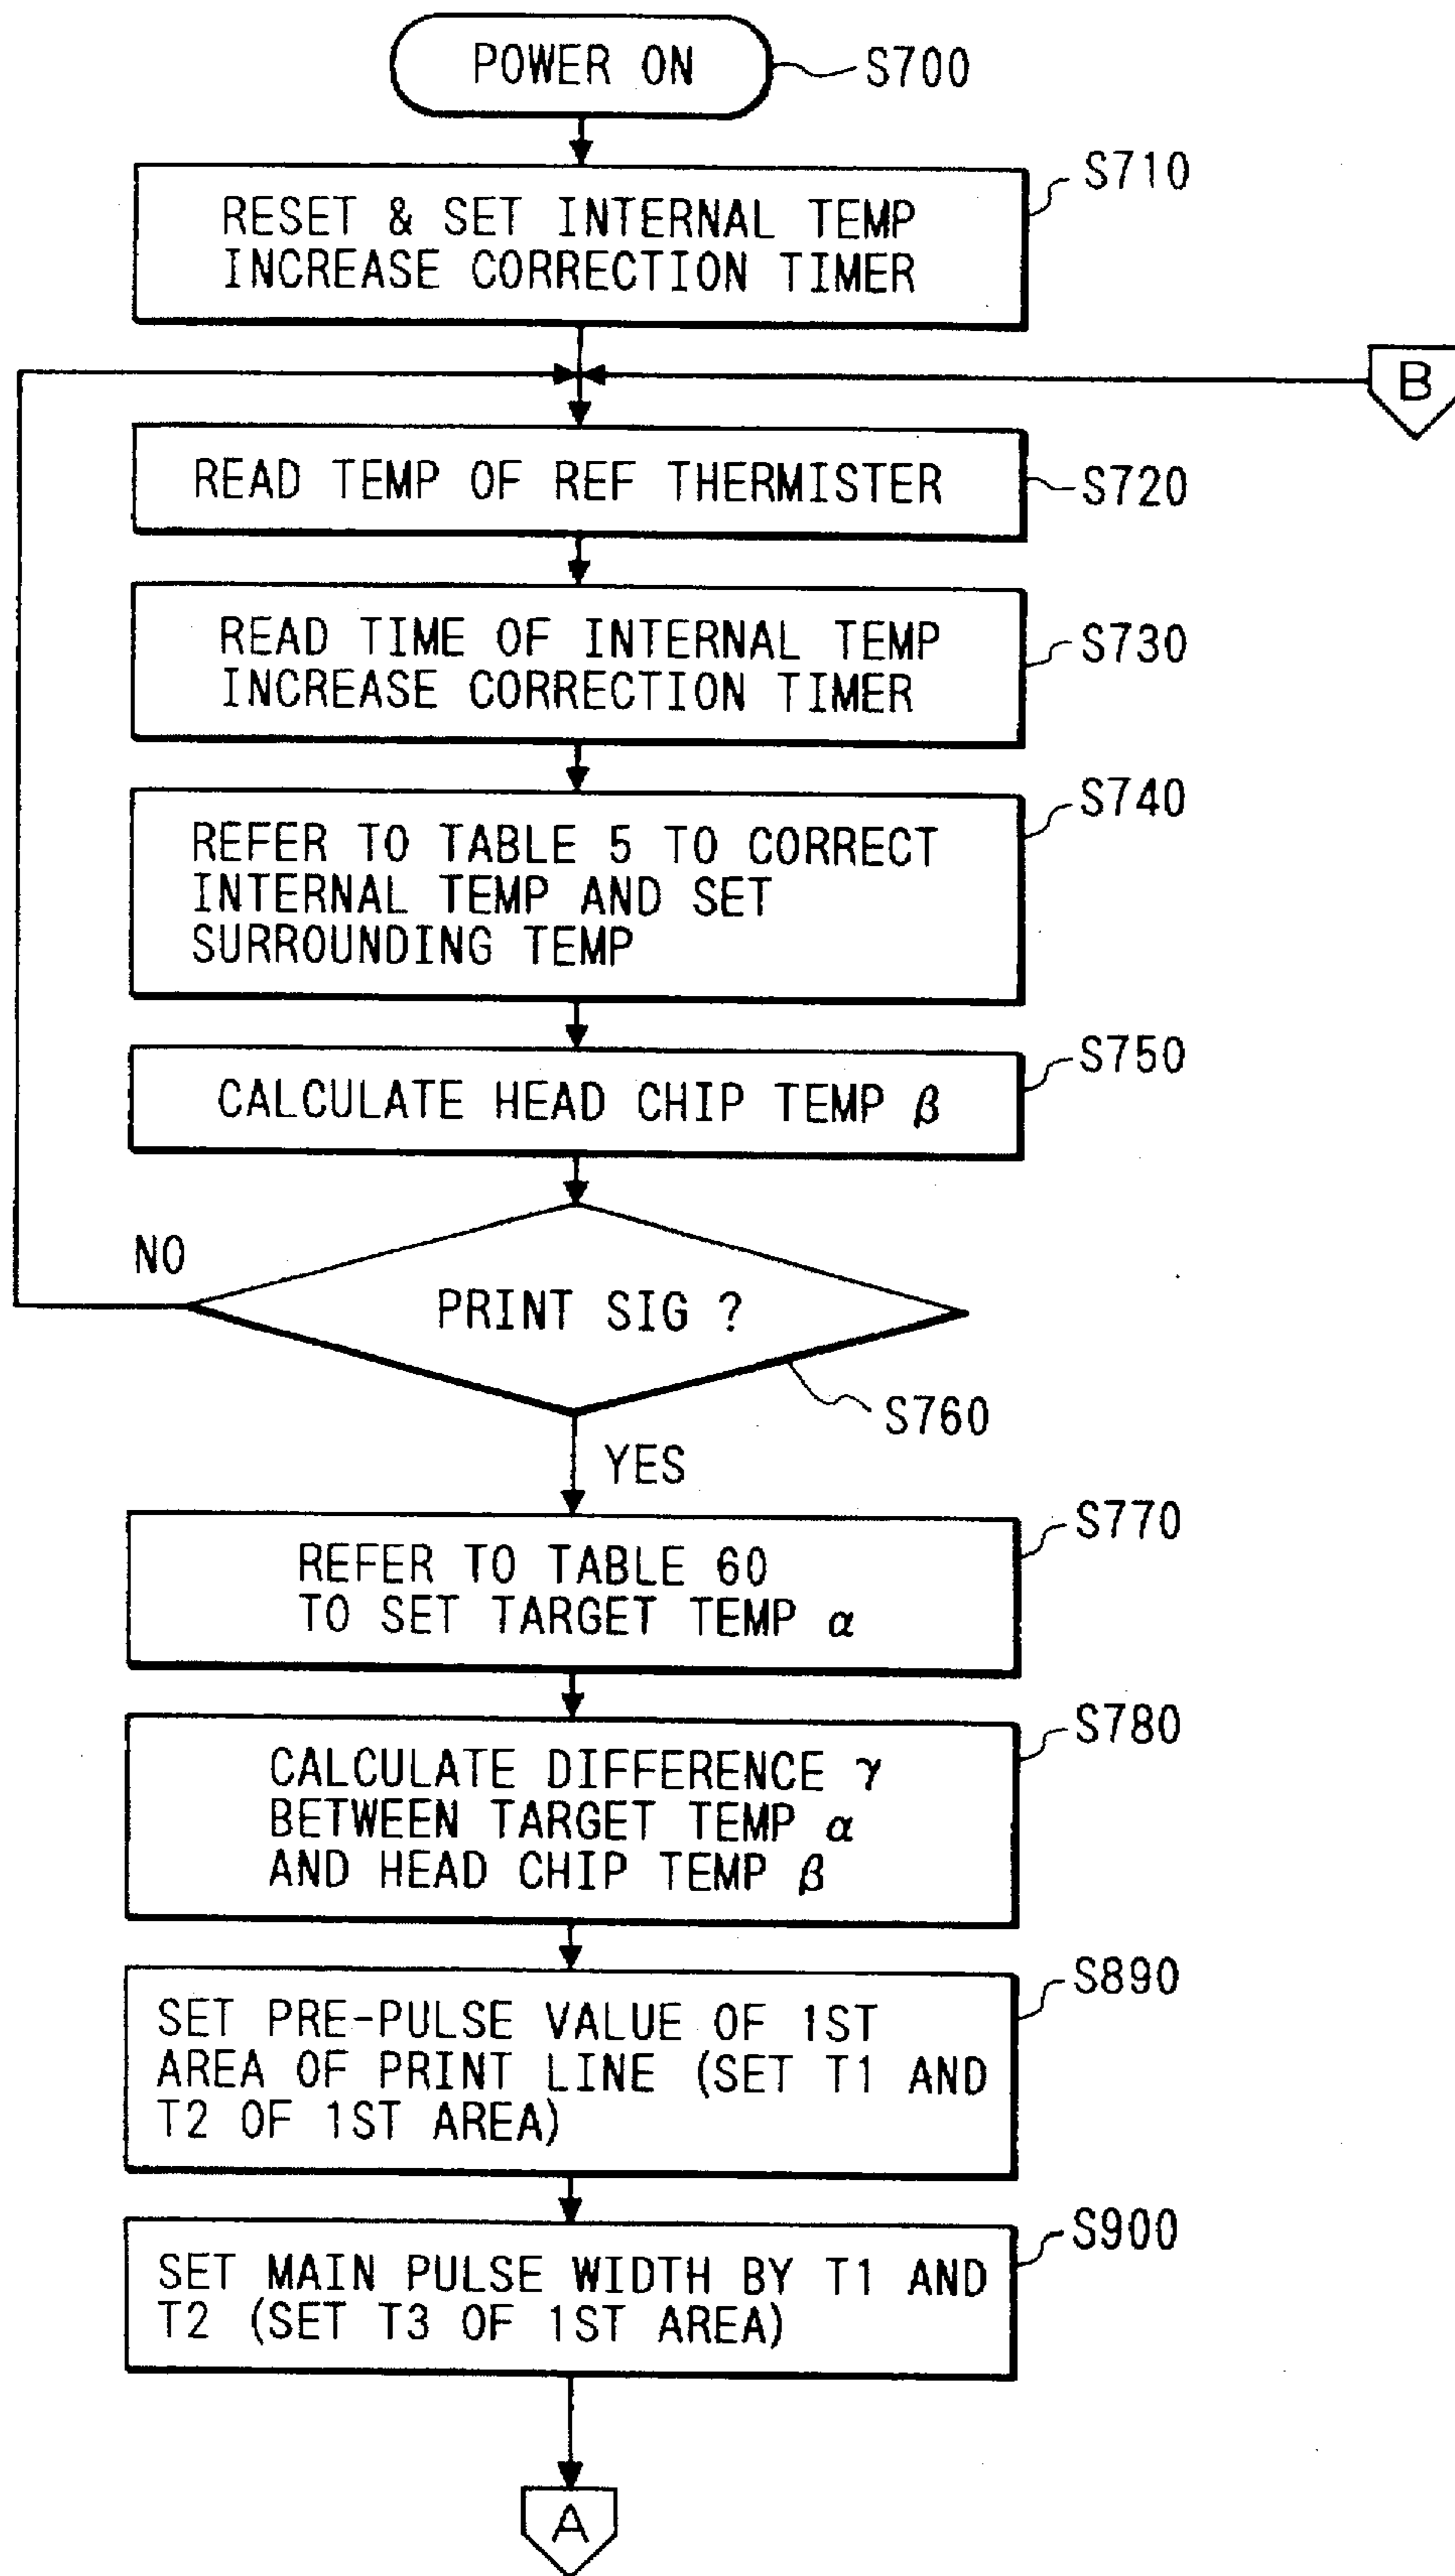 POWER ON
S700
S710
RESET & SET INTERNAL TEMP
INCREASE CORRECTION TIMER
B
READ TEMP OF REF THERMISTER
S720
READ TIME OF INTERNAL TEMP
INCREASE CORRECTION TIMER
S730
S740
REFER TO TABLE 5 TO CORRECT
INTERNAL TEMP AND SET
SURROUNDING TEMP
S750
CALCULATE HEAD CHIP TEMP β
NO
PRINT SIG ?
S760
YES
S770
REFER TO TABLE 60
TO SET TARGET TEMP α
S780
CALCULATE DIFFERENCE γ
BETWEEN TARGET TEMP α
AND HEAD CHIP TEMP β
S890
SET PRE-PULSE VALUE OF 1ST
AREA OF PRINT LINE (SET T1 AND
T2 OF 1ST AREA)
S900
SET MAIN PULSE WIDTH BY T1 AND
T2 (SET T3 OF 1ST AREA)
A